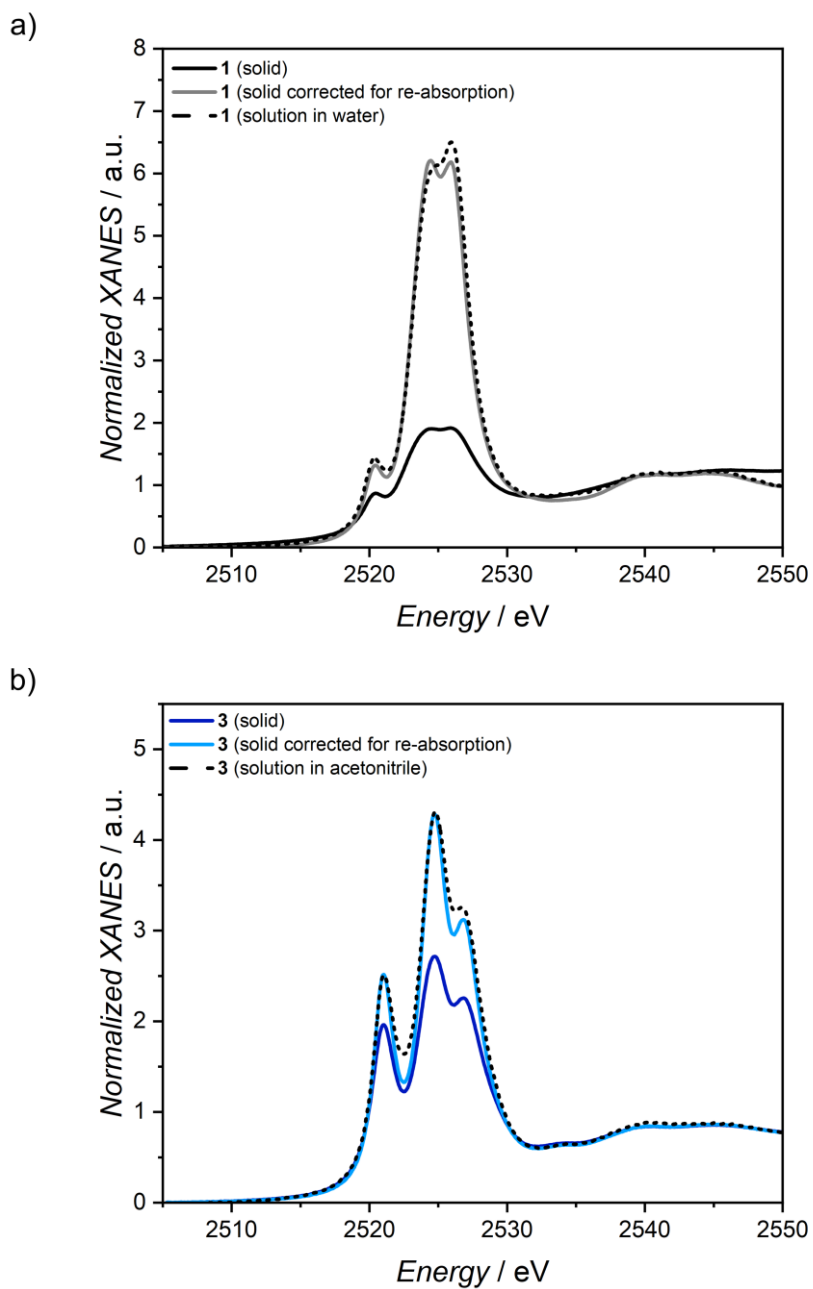 a)
8
7
6
5
4
3
2
1
0
Normalized XANES / a.u.
1 (solid)
1 (solid corrected for re-absorption)
1 (solution in water)
2510 2520 2530 2540 2550
Energy / eV
b)
5
4
3
2
1
0
Normalized XANES / a.u.
3 (solid)
3 (solid corrected for re-absorption)
3 (solution in acetonitrile)
2510 2520 2530 2540 2550
Energy / eV